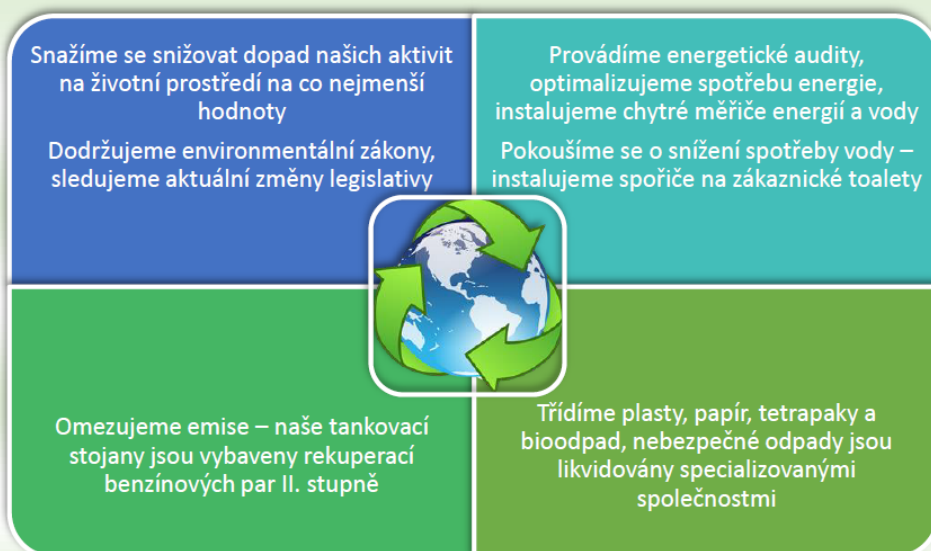 Snažíme se snižovat dopad našich aktivit
na životní prostředí na co nejmenší
hodnoty
Dodržujeme environmentální zákony,
sledujeme aktuální změny legislativy
Provádíme energetické audity,
optimalizujeme spotřebu energie,
instalujeme chytré měřiče energií a vody
Pokoušíme se o snížení spotřeby vody –
instalujeme spořiče na zákaznické toalety
Omezujeme emise – naše tankovací
stojany jsou vybaveny rekuperací
benzínových par II. stupně
Třídíme plasty, papír, tetrapaky a
bioodpad, nebezpečné odpady jsou
likvidovány specializovanými
společnostmi